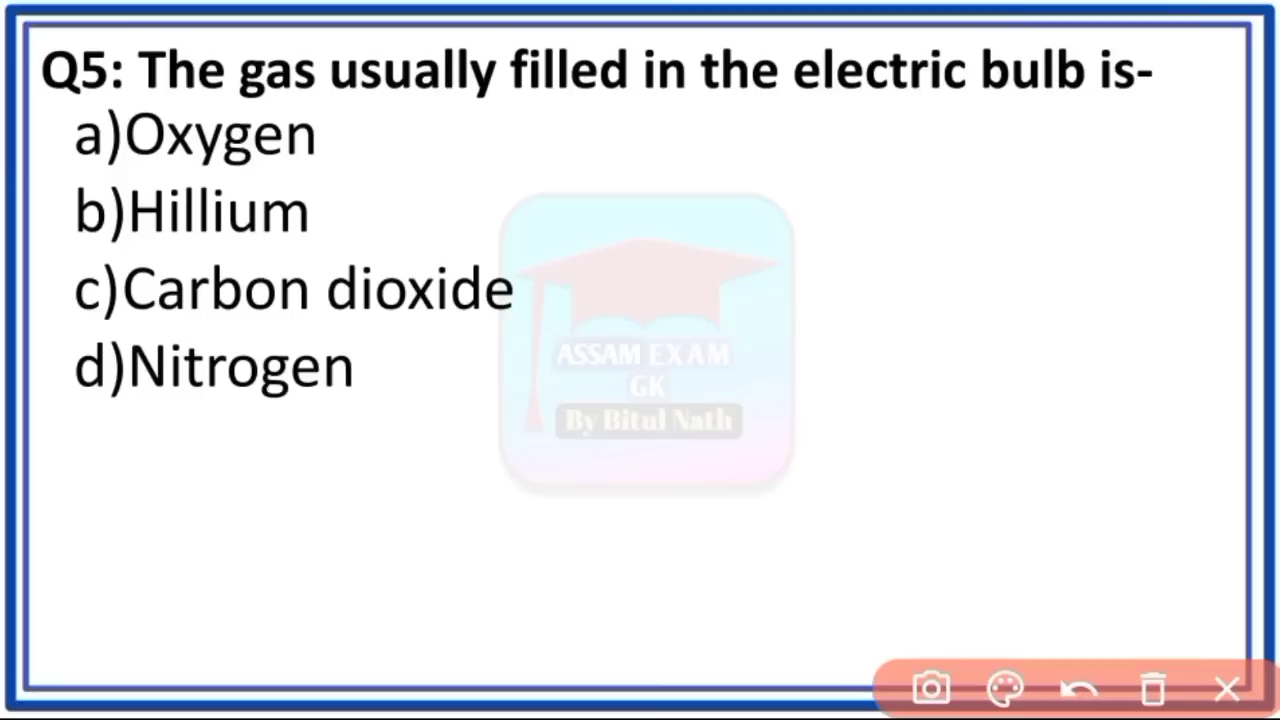 Q5: The gas usually filled in the electric bulb is-
a)Oxygen
b)Hillium
c)Carbon dioxide
d)Nitrogen
ASSAM EXAM
GK
By Bitul Nath